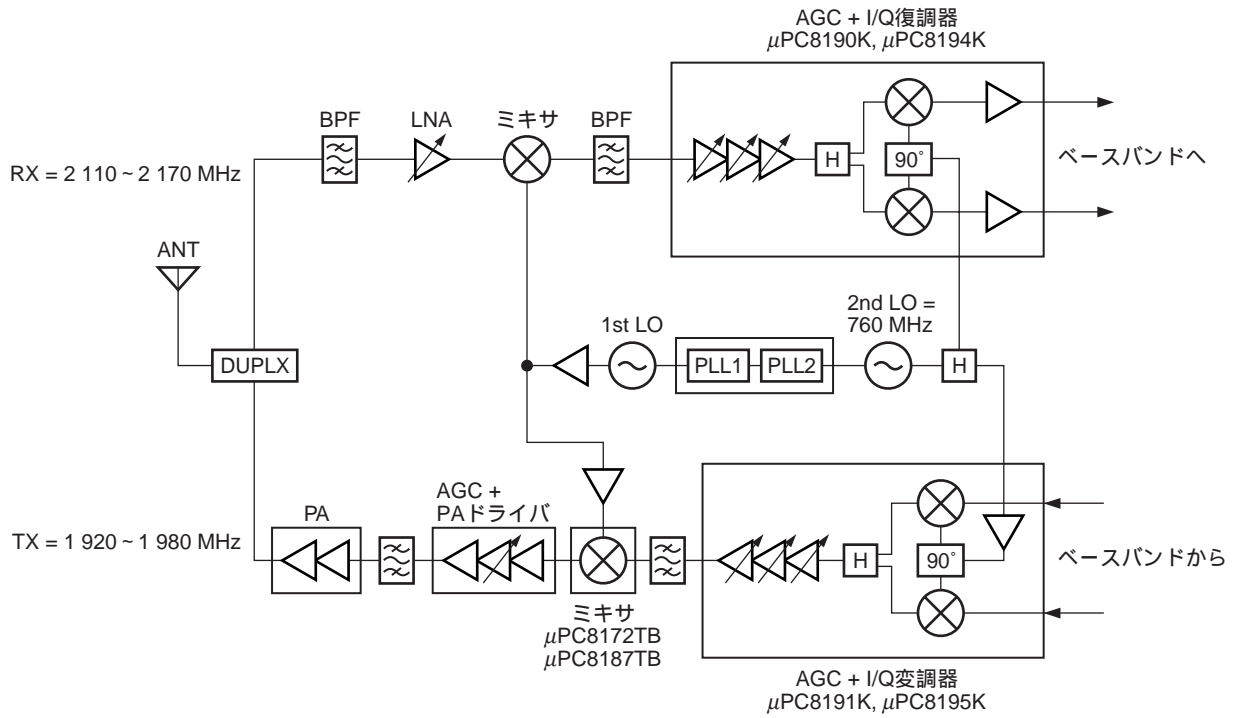 AGC + I/Q復調器
μPC8190K, μPC8194K
BPF
LNA
ミキサ
BPF
H
90°
ベースバンドへ
RX = 2 110 ~ 2 170 MHz
ANT
DUPLX
1st LO
PLL1
PLL2
2nd LO =
760 MHz
H
TX = 1 920 ~ 1 980 MHz
PA
AGC +
PAドライバ
ミキサ
μPC8172TB
μPC8187TB
H
90°
ベースバンドから
AGC + I/Q変調器
μPC8191K, μPC8195K